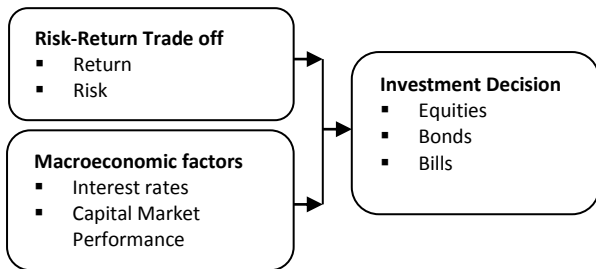 Risk-Return Trade off
▪ Return
▪ Risk
Macroeconomic factors
▪ Interest rates
▪ Capital Market
Performance
Investment Decision
▪ Equities
▪ Bonds
▪ Bills